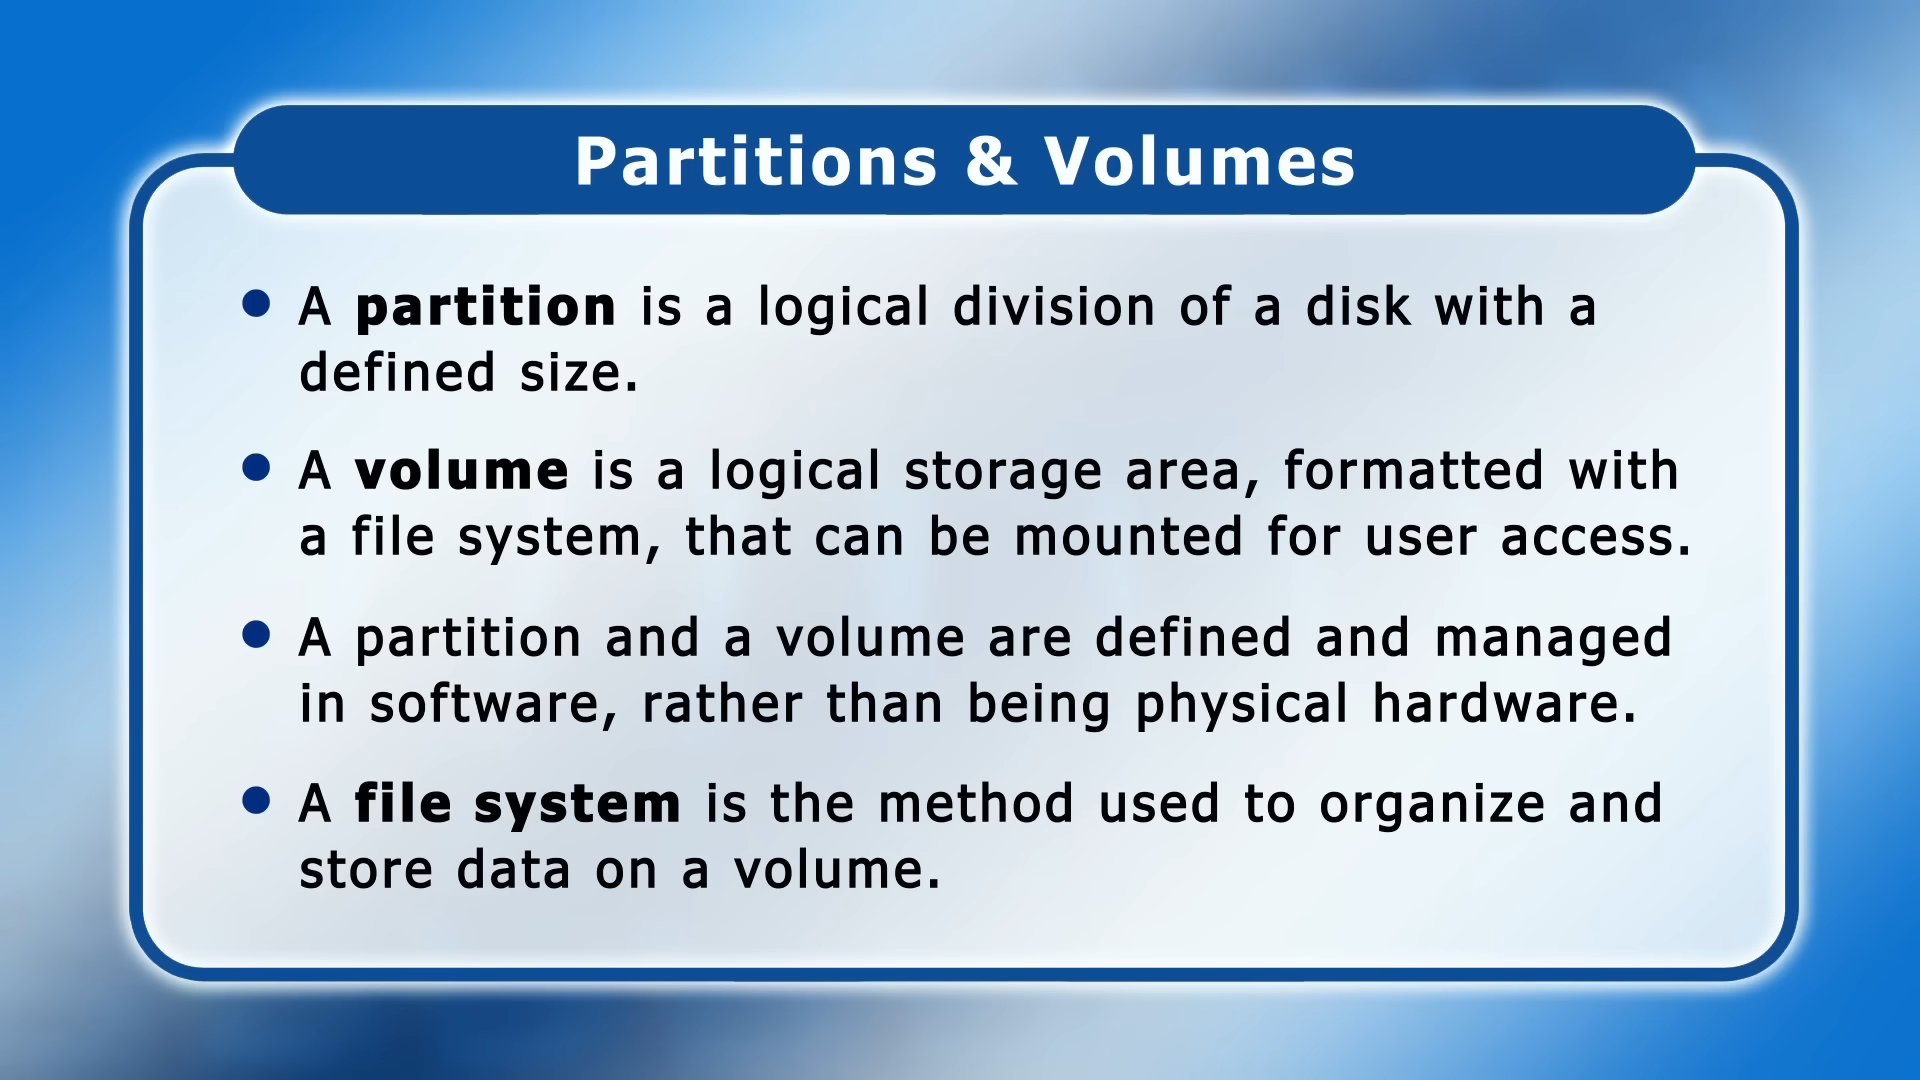 Partitions & Volumes
● A partition is a logical division of a disk with a
defined size.
● A volume is a logical storage area, formatted with
a file system, that can be mounted for user access.
● A partition and a volume are defined and managed
in software, rather than being physical hardware.
● A file system is the method used to organize and
store data on a volume.